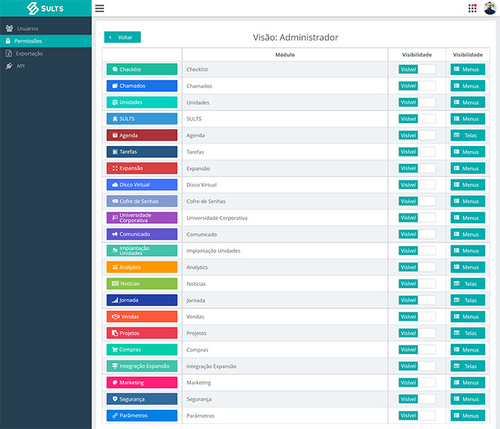 SULTS
Usuários
Permissões
Exportação
API
Voltar
Visão: Administrador
Módulo Visibilidade Visibilidade
Checklist Checklist Visível Menus
Chamados Chamados Visível Menus
Unidades Unidades Visível Menus
SULTS SULTS Visível Menus
Agenda Agenda Visível Telas
Tarefas Tarefas Visível Menus
Expansão Expansão Visível Menus
Disco Virtual Disco Virtual Visível Menus
Cofre de Senhas Cofre de Senhas Visível Menus
Universidade
Corporativa Universidade Corporativa Visível Menus
Comunicado Comunicado Visível Menus
Implantação
Unidades Implantação Unidades Visível Menus
Analytics Analytics Visível Menus
Notícias Notícias Visível Telas
Jornada Jornada Visível Telas
Vendas Vendas Visível Menus
Projetos Projetos Visível Telas
Compras Compras Visível Menus
Integração Expansão Integração Expansão Visível Telas
Marketing Marketing Visível Menus
Segurança Segurança Visível Menus
Parâmetros Parâmetros Visível Menus